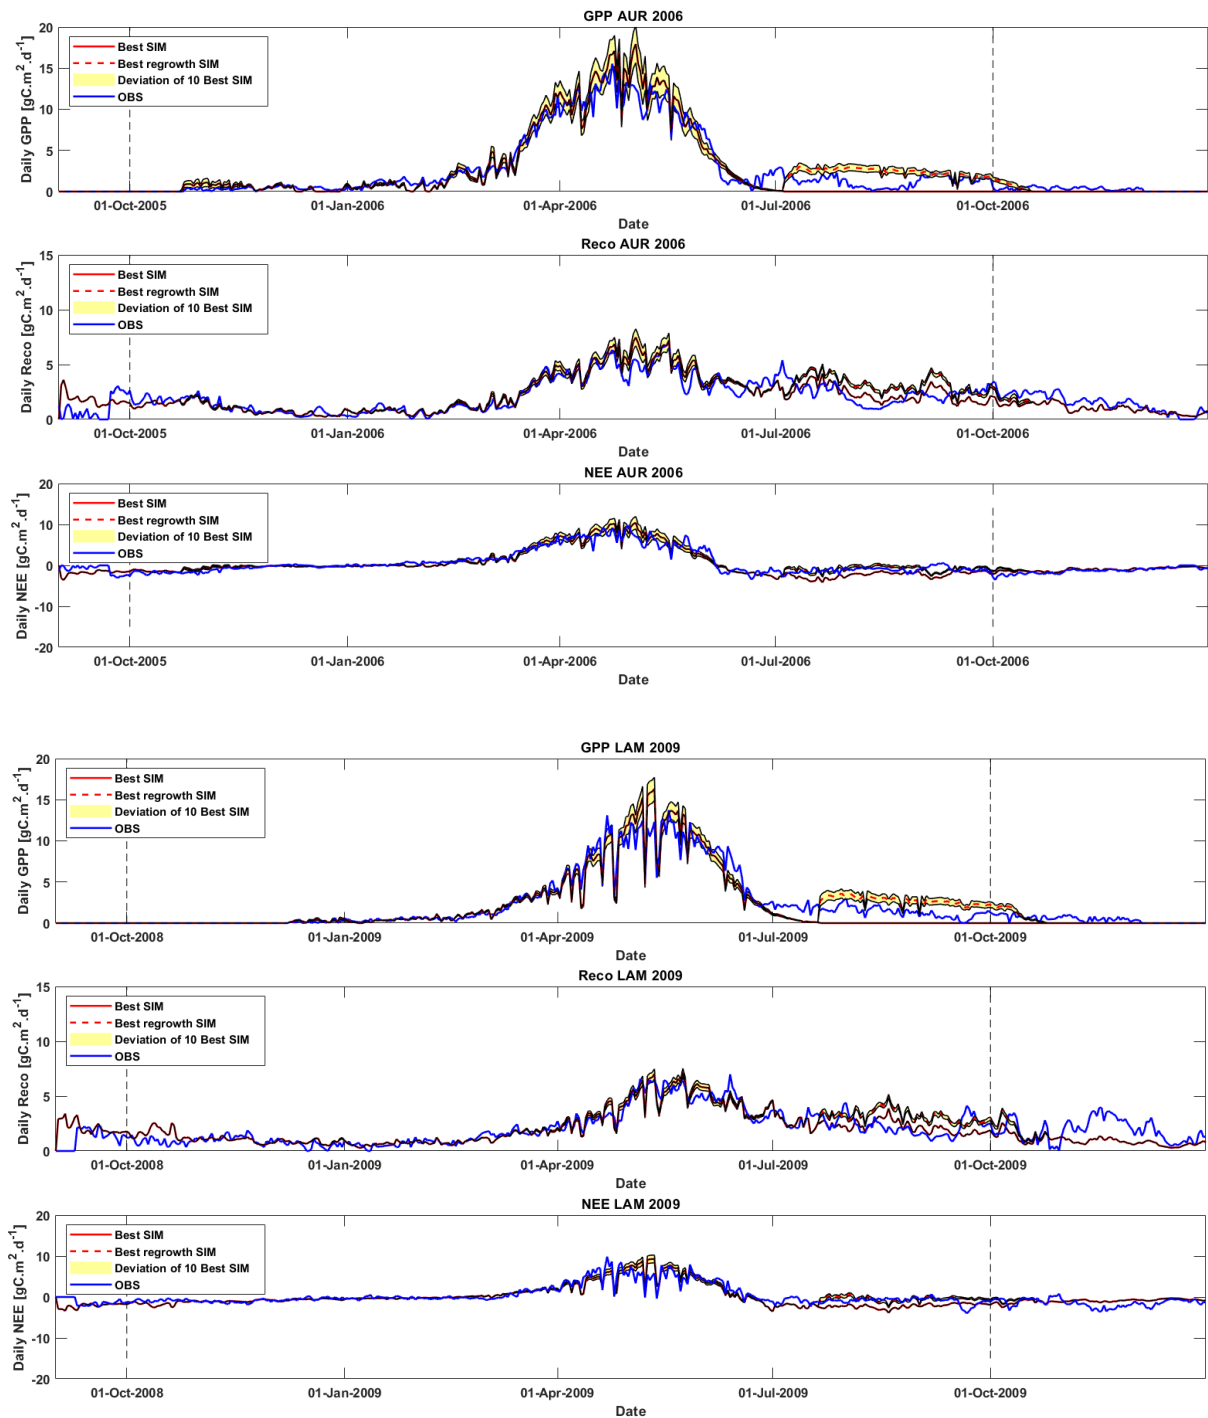 GPP AUR 2006
Daily GPP [gC.m².d⁻¹]
20
15
10
5
0
Best SIM
Best regrowth SIM
Deviation of 10 Best SIM
OBS
01-Oct-2005
01-Jan-2006
01-Apr-2006
01-Jul-2006
01-Oct-2006
Date
Reco AUR 2006
Daily Reco [gC.m².d⁻¹]
15
10
5
0
Best SIM
Best regrowth SIM
Deviation of 10 Best SIM
OBS
01-Oct-2005
01-Jan-2006
01-Apr-2006
01-Jul-2006
01-Oct-2006
Date
NEE AUR 2006
Daily NEE [gC.m².d⁻¹]
20
10
0
-10
-20
Best SIM
Best regrowth SIM
Deviation of 10 Best SIM
OBS
01-Oct-2005
01-Jan-2006
01-Apr-2006
01-Jul-2006
01-Oct-2006
Date
GPP LAM 2009
Daily GPP [gC.m².d⁻¹]
20
15
10
5
0
Best SIM
Best regrowth SIM
Deviation of 10 Best SIM
OBS
01-Oct-2008
01-Jan-2009
01-Apr-2009
01-Jul-2009
01-Oct-2009
Date
Reco LAM 2009
Daily Reco [gC.m².d⁻¹]
15
10
5
0
Best SIM
Best regrowth SIM
Deviation of 10 Best SIM
OBS
01-Oct-2008
01-Jan-2009
01-Apr-2009
01-Jul-2009
01-Oct-2009
Date
NEE LAM 2009
Daily NEE [gC.m².d⁻¹]
20
10
0
-10
-20
Best SIM
Best regrowth SIM
Deviation of 10 Best SIM
OBS
01-Oct-2008
01-Jan-2009
01-Apr-2009
01-Jul-2009
01-Oct-2009
Date